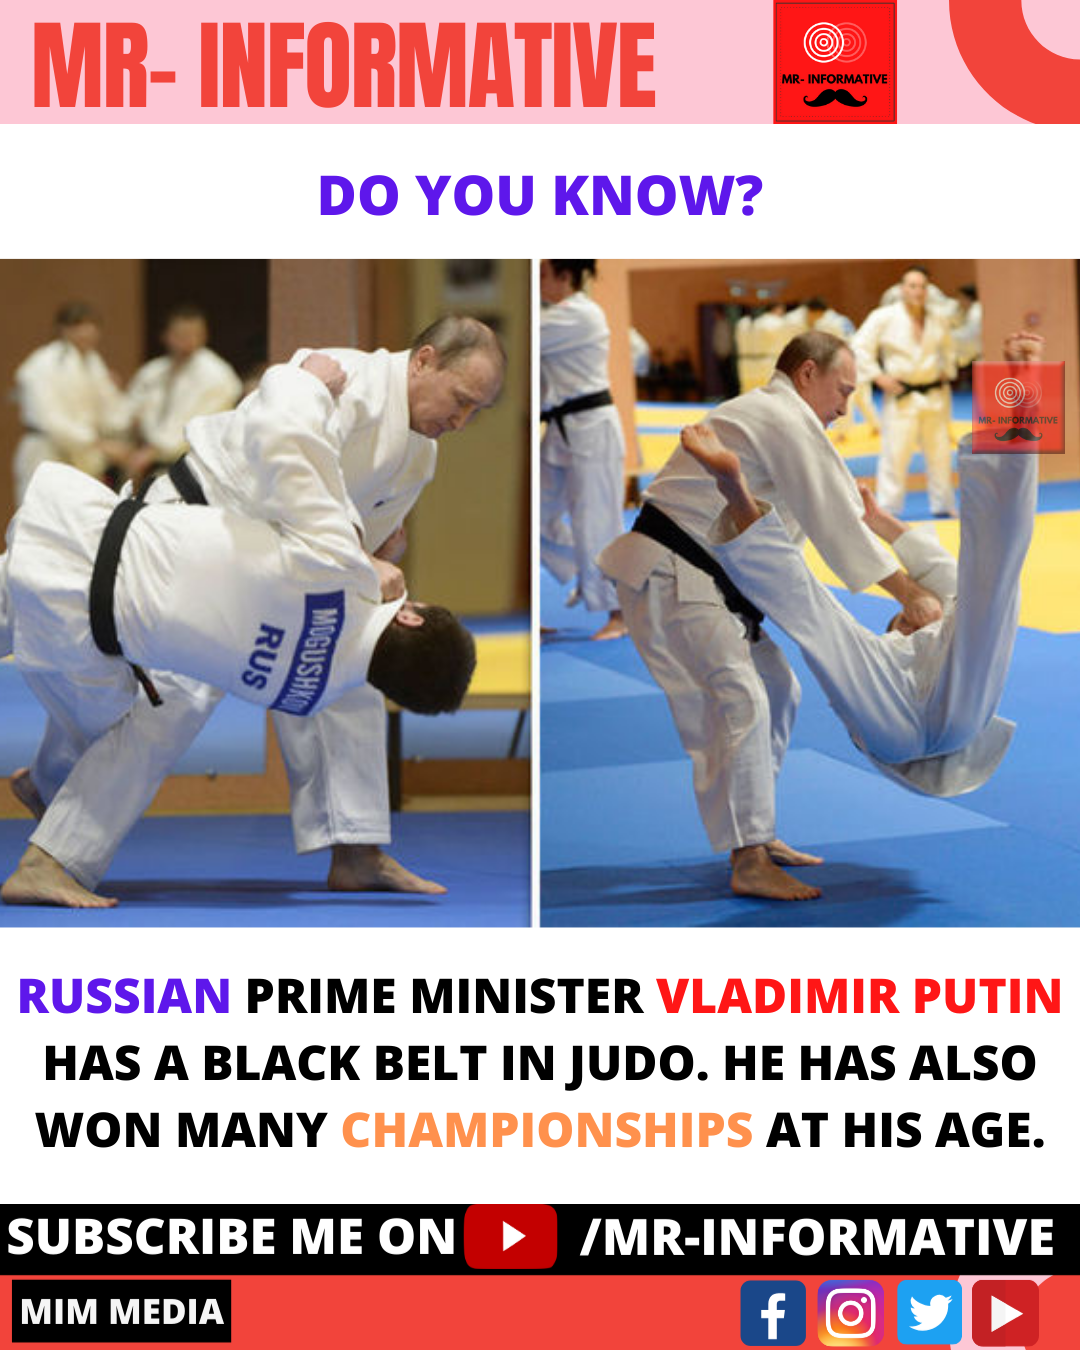 MR- INFORMATIVE
MR- INFORMATIVE
DO YOU KNOW?
MR- INFORMATIVE
RUS
RUSSIAN PRIME MINISTER VLADIMIR PUTIN
HAS A BLACK BELT IN JUDO. HE HAS ALSO
WON MANY CHAMPIONSHIPS AT HIS AGE.
SUBSCRIBE ME ON /MR-INFORMATIVE
MIM MEDIA